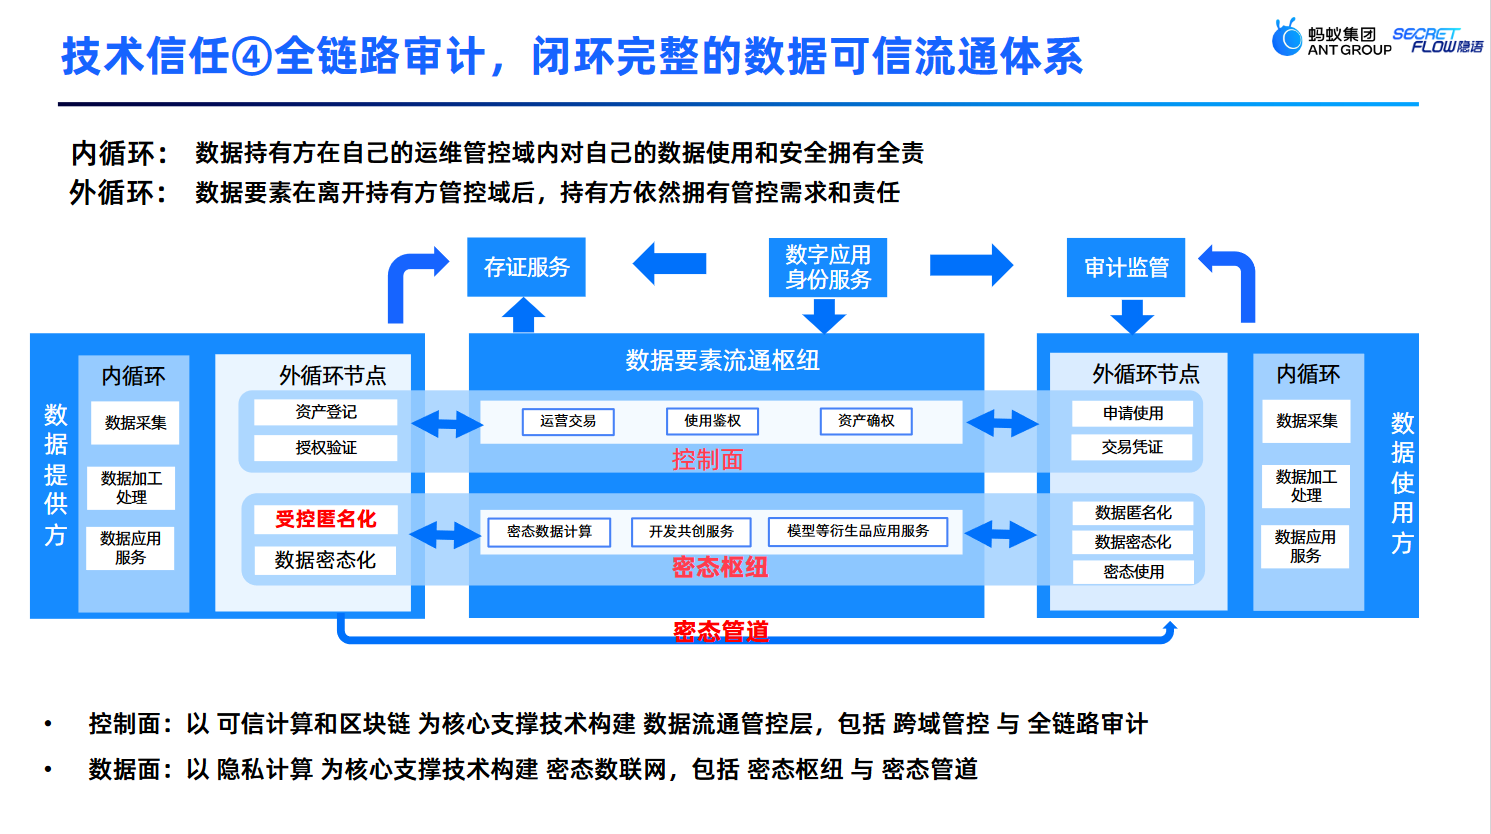 技术信任④全链路审计，闭环完整的数据可信流通体系
蚂蚁集团
ANT GROUP
SECRET
FLOW隐语
内循环： 数据持有方在自己的运维管控域内对自己的数据使用和安全拥有全责
外循环： 数据要素在离开持有方管控域后，持有方依然拥有管控需求和责任
存证服务
数字应用
身份服务
审计监管
数据提供方
内循环
数据采集
数据加工
处理
数据应用
服务
外循环节点
资产登记
授权验证
受控匿名化
数据密态化
数据要素流通枢纽
运营交易
使用鉴权
资产确权
控制面
密态数据计算
开发共创服务
模型等衍生品应用服务
密态枢纽
密态管道
外循环节点
申请使用
交易凭证
数据匿名化
数据密态化
密态使用
内循环
数据采集
数据加工
处理
数据应用
服务
数据使用方
• 控制面：以 可信计算和区块链 为核心支撑技术构建 数据流通管控层，包括 跨域管控 与 全链路审计
• 数据面：以 隐私计算 为核心支撑技术构建 密态数联网，包括 密态枢纽 与 密态管道